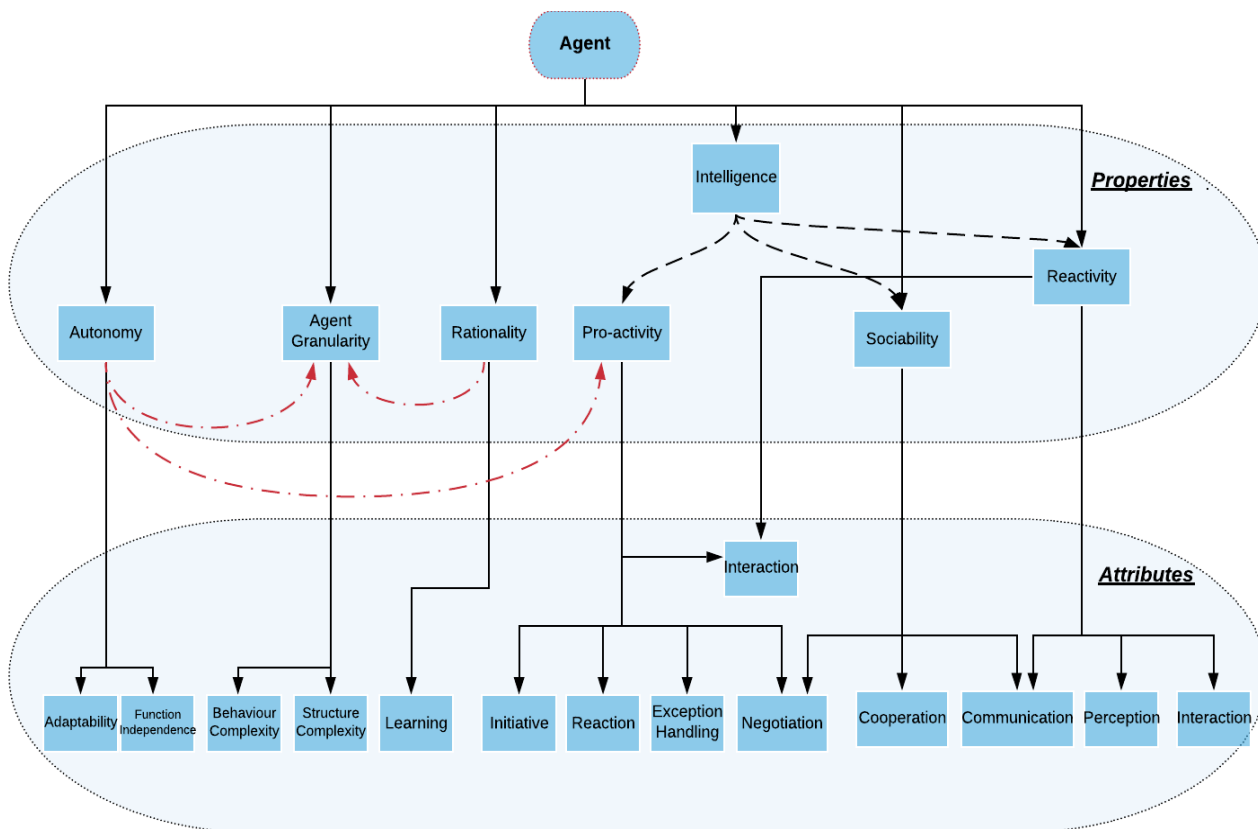 Agent
Intelligence
Properties
Reactivity
Autonomy
Agent
Granularity
Rationality
Pro-activity
Sociability
Interaction
Attributes
Adaptability
Function
Independence
Behaviour
Complexity
Structure
Complexity
Learning
Initiative
Reaction
Exception
Handling
Negotiation
Cooperation
Communication
Perception
Interaction